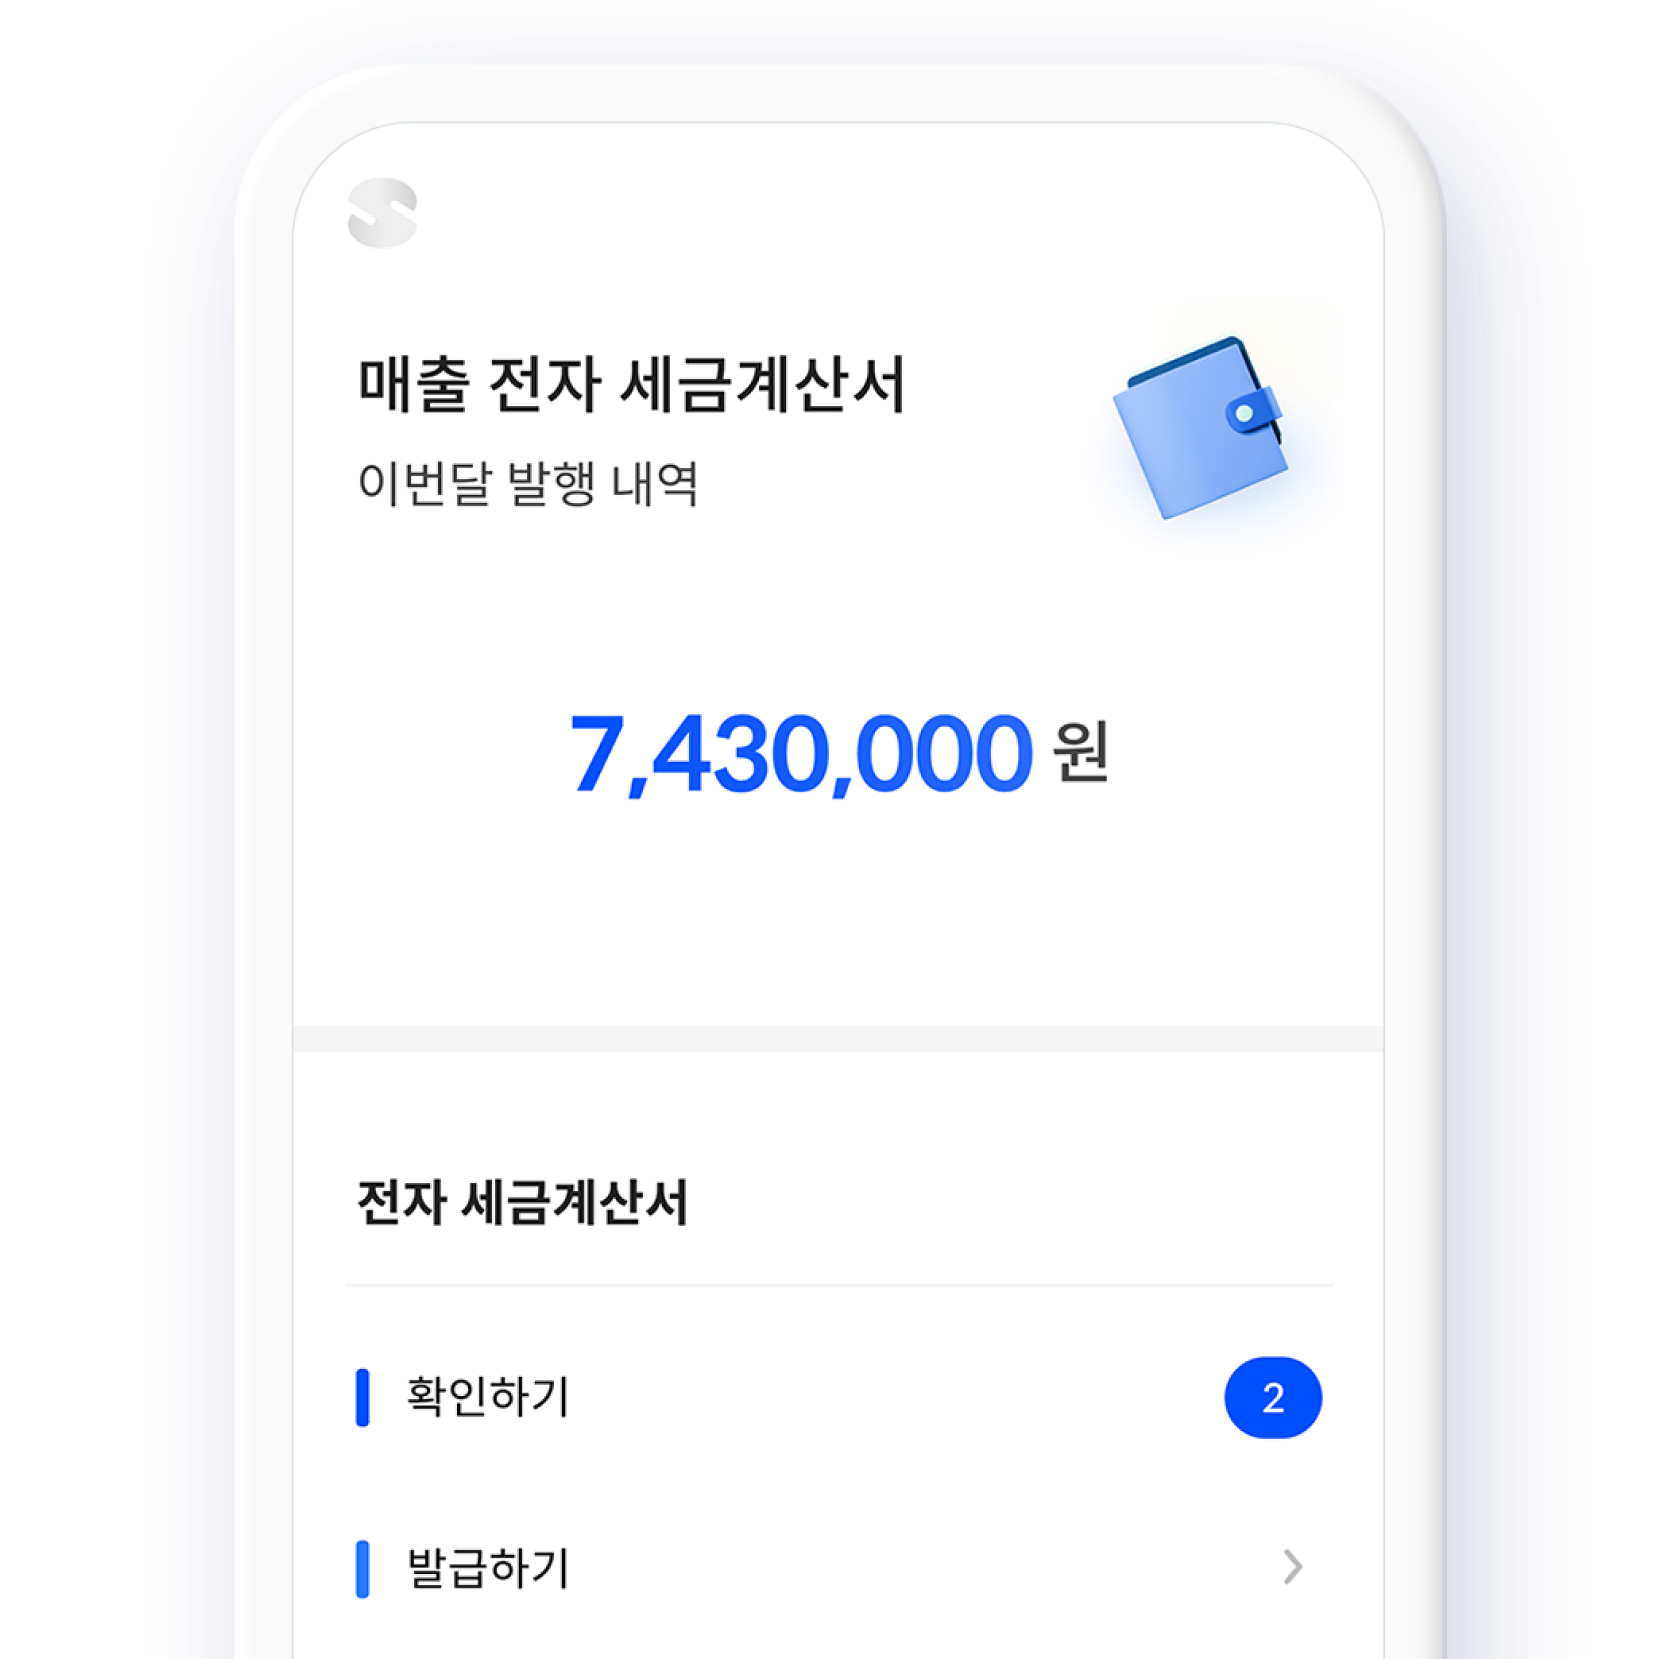 매출 전자 세금계산서
이번달 발행 내역
7,430,000 원
전자 세금계산서
확인하기 2
발급하기